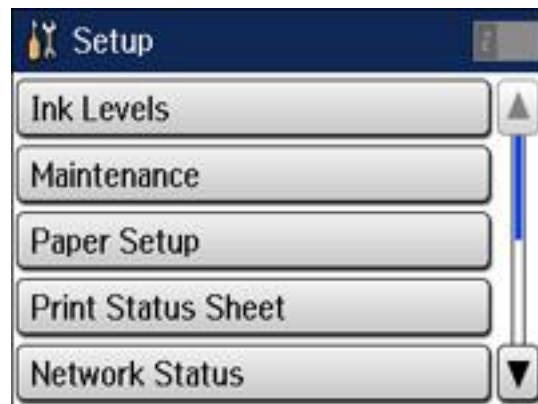 Setup
Ink Levels
Maintenance
Paper Setup
Print Status Sheet
Network Status